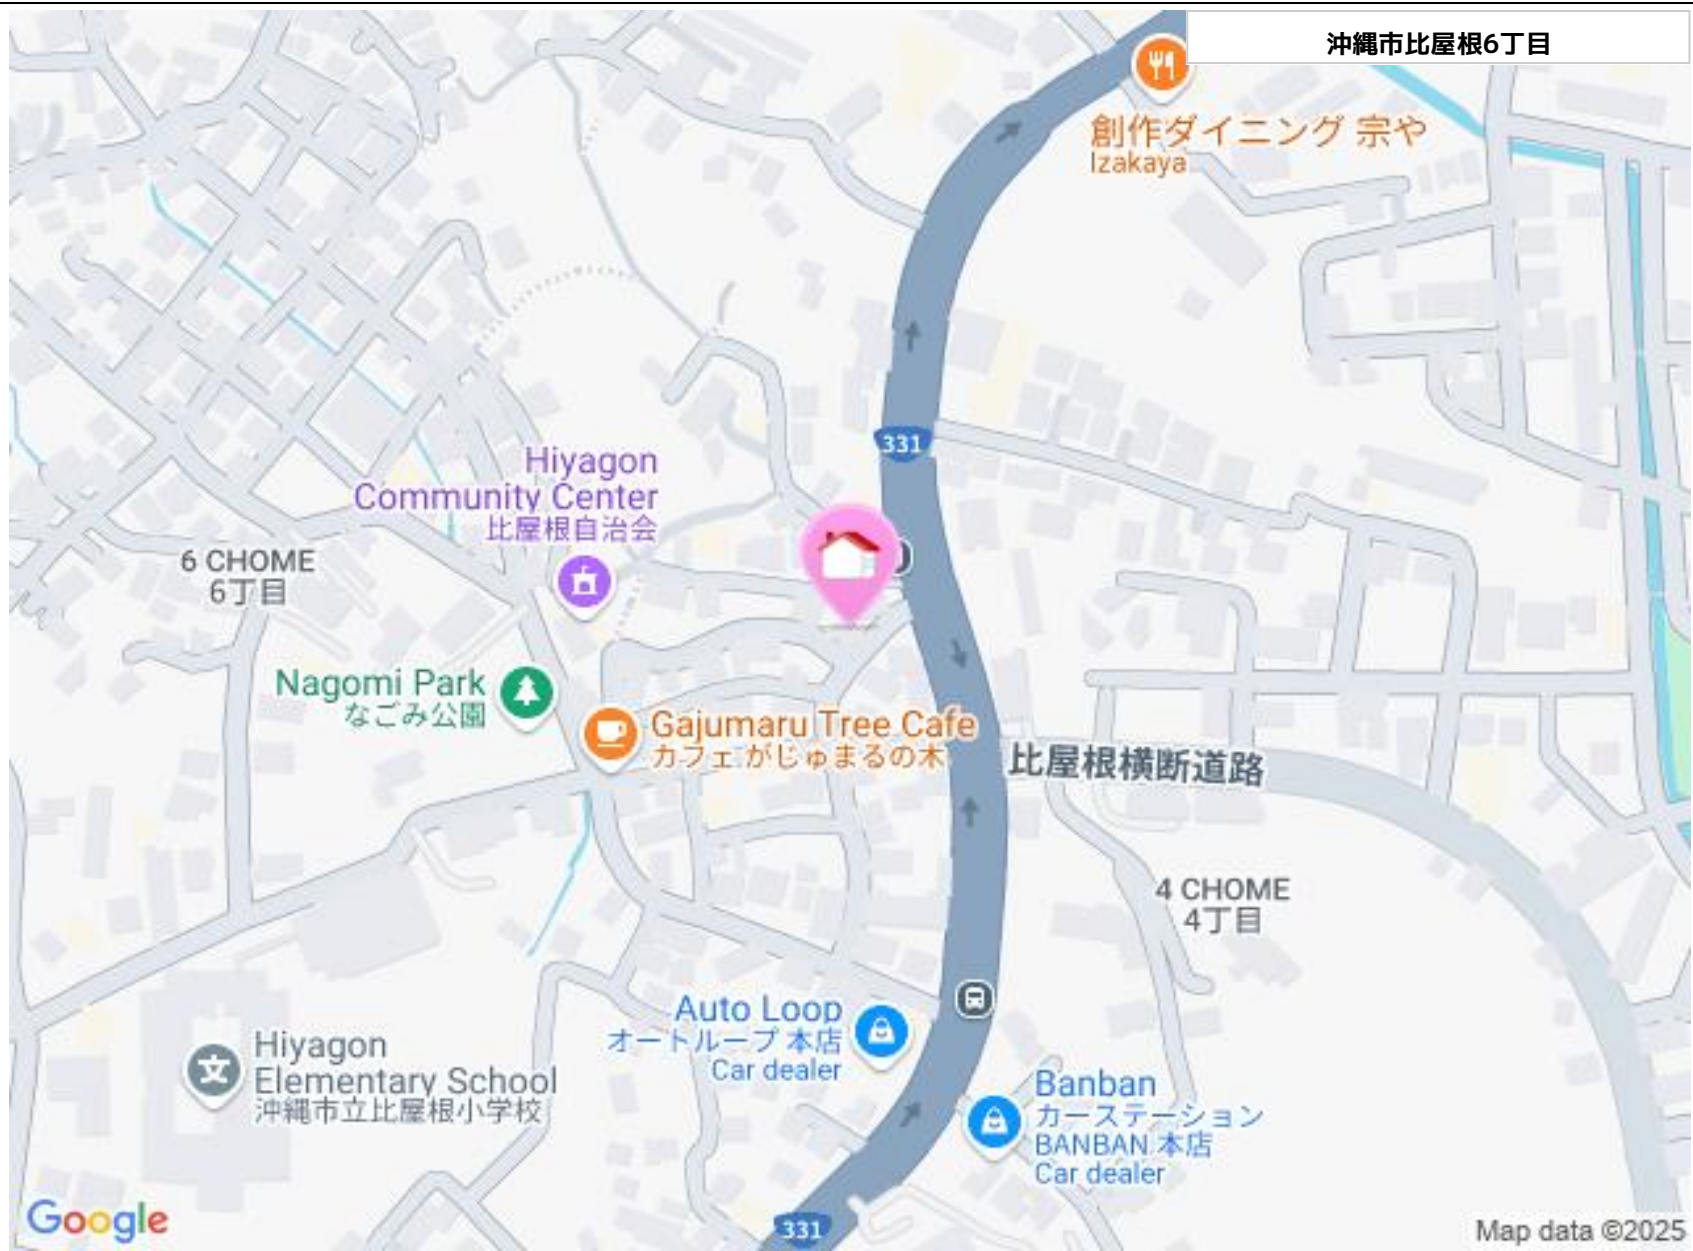 沖縄市比屋根6丁目
創作ダイニング 宗や
Izakaya
331
Hiyagon
Community Center
比屋根自治会
6 CHOME
6丁目
Nagomi Park
なごみ公園
Gajumaru Tree Cafe
カフェ がじゅまるの木
比屋根横断道路
4 CHOME
4丁目
Auto Loop
オートループ 本店
Car dealer
Hiyagon
Elementary School
沖縄市立比屋根小学校
文
Banban
カーステーション
BANBAN 本店
Car dealer
331
Google
Map data ©2025